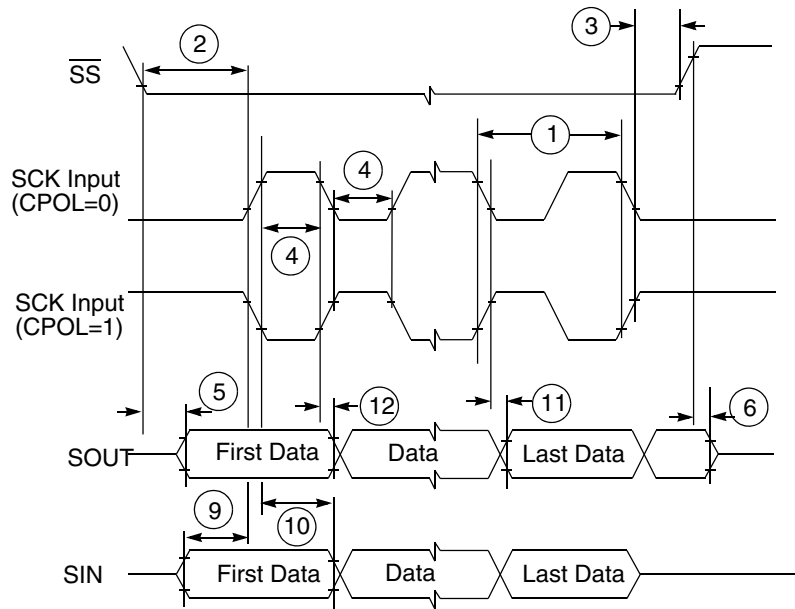 2
3
SS
1
SCK Input
(CPOL=0)
4
4
SCK Input
(CPOL=1)
5
12
11
6
SOUT
First Data
Data
Last Data
9
10
SIN
First Data
Data
Last Data